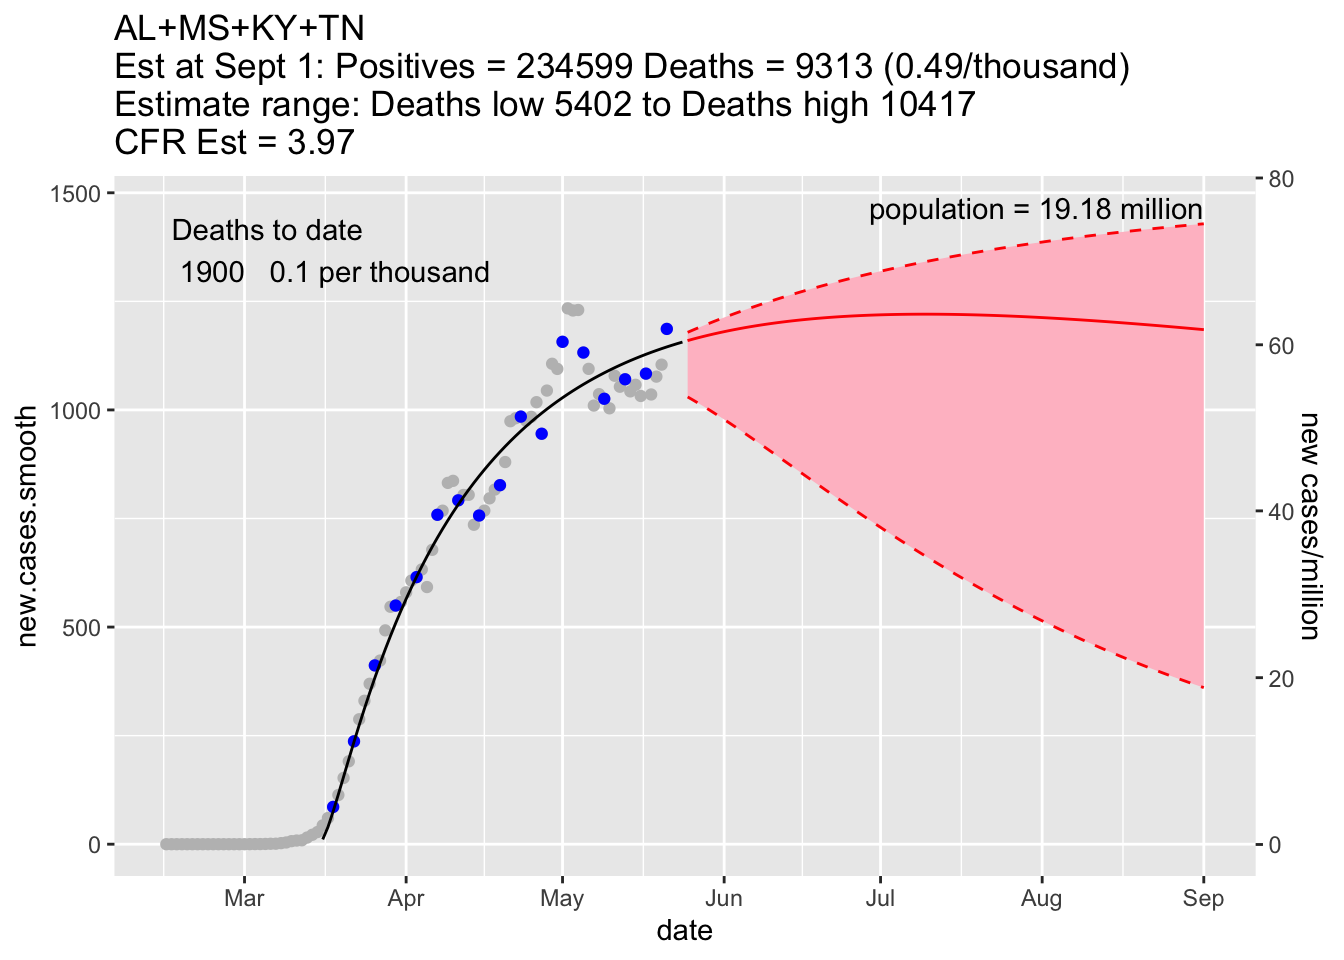 AL+MS+KY+TN
Est at Sept 1: Positives = 234599 Deaths = 9313 (0.49/thousand)
Estimate range: Deaths low 5402 to Deaths high 10417
CFR Est = 3.97
1500
1000
500
0
new.cases.smooth
Deaths to date
1900 0.1 per thousand
population = 19.18 million
80
60
40
20
0
new cases/million
Mar Apr May Jun Jul Aug Sep
date